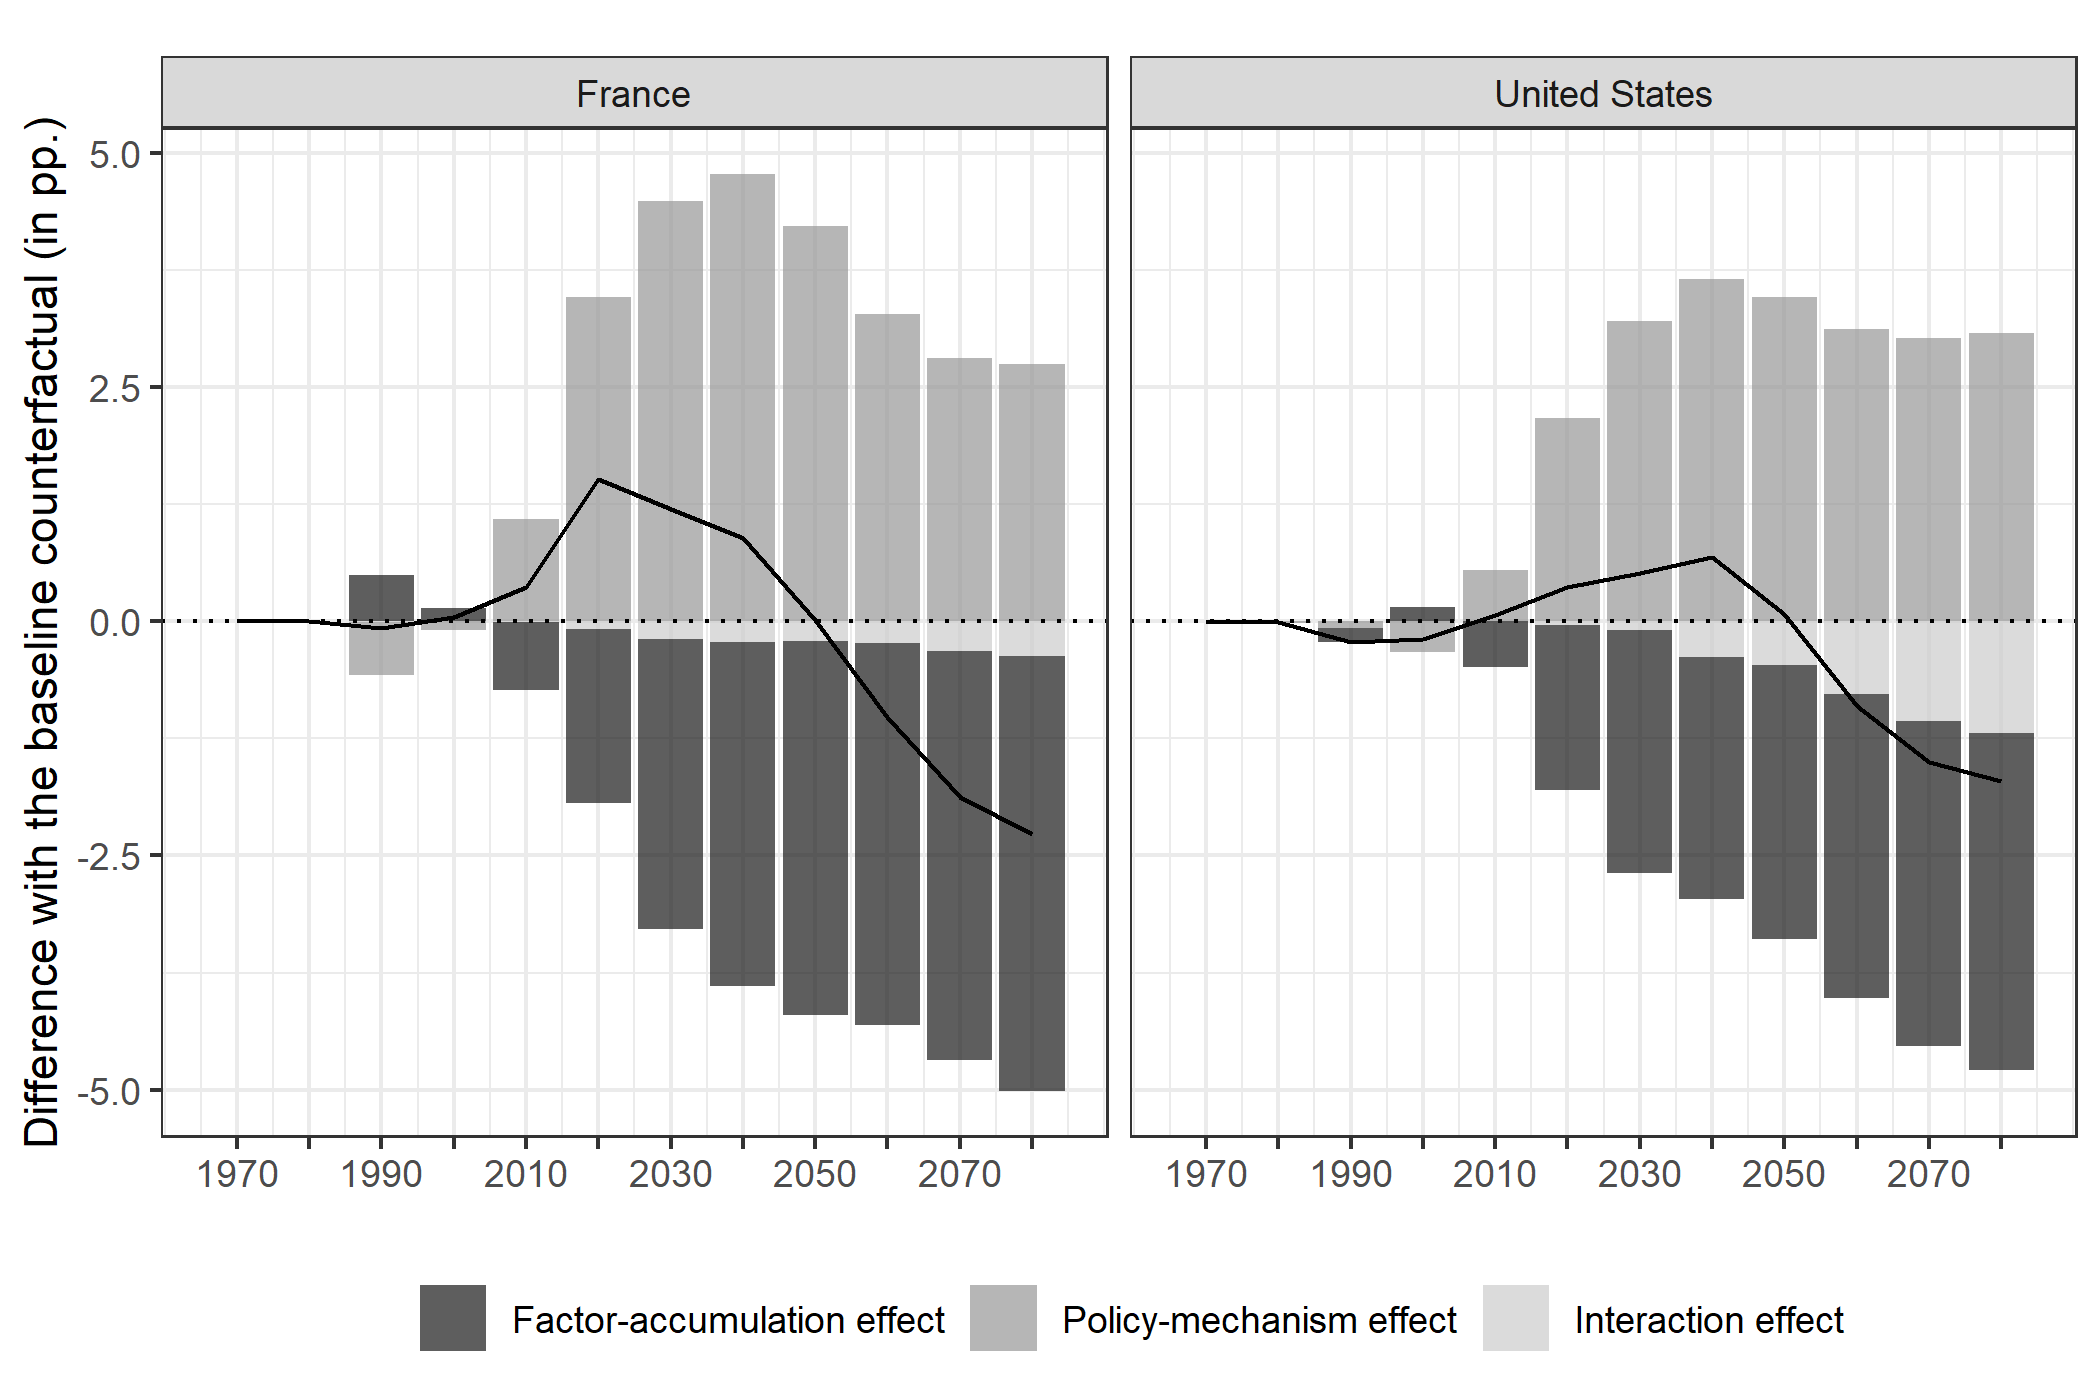 France
United States
Difference with the baseline counterfactual (in pp.)
5.0
2.5
0.0
-2.5
-5.0
1970 1990 2010 2030 2050 2070
1970 1990 2010 2030 2050 2070
Factor-accumulation effect
Policy-mechanism effect
Interaction effect